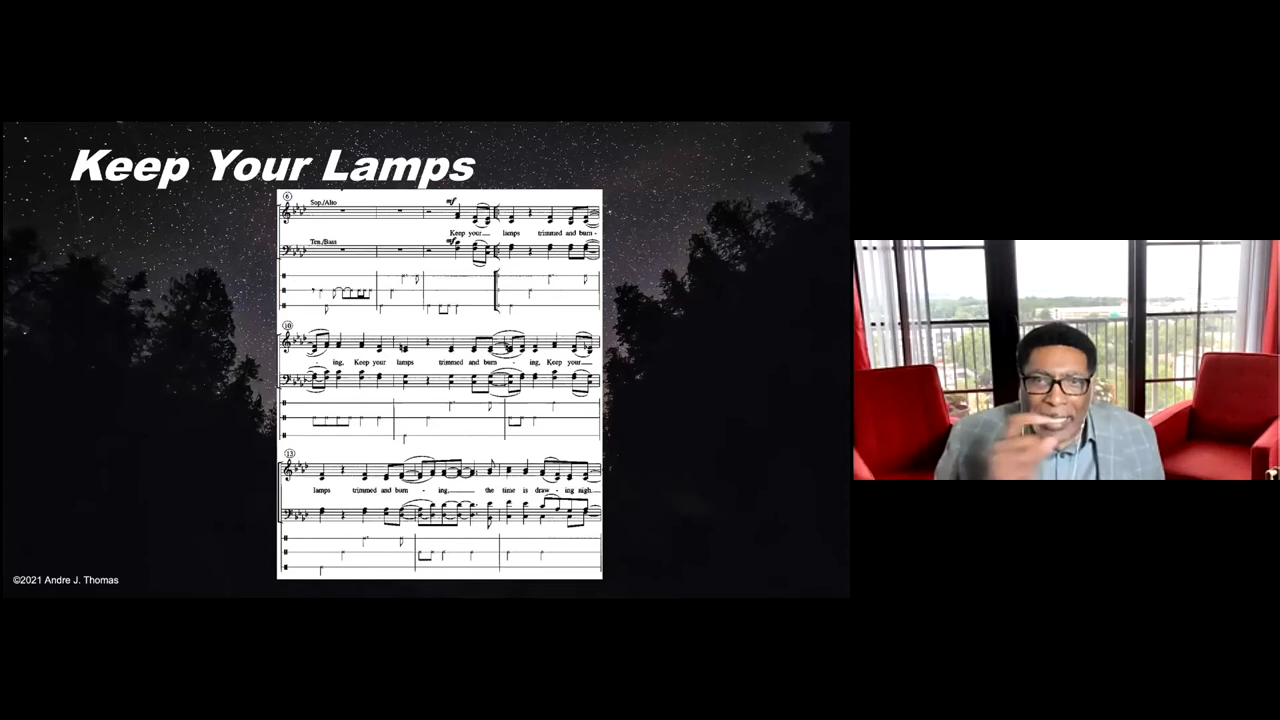 Keep Your Lamps
6
Sop./Alto
mf
Keep your lamps trimmed and burn -
Ten./Bass
mf
10
- ing, Keep your lamps trimmed and burn - ing, Keep your
13
lamps trimmed and burn - ing, the time is draw - ing nigh.
©2021 Andre J. Thomas